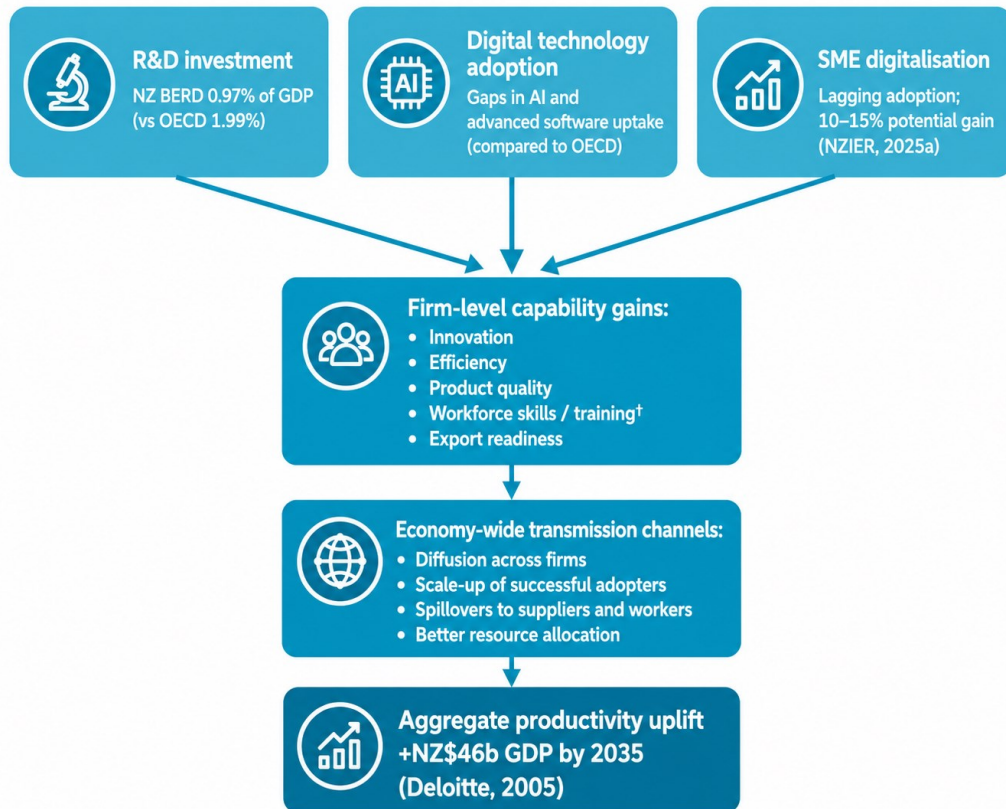 R&D investment
NZ BERD 0.97% of GDP
(vs OECD 1.99%)
AI
Digital technology
adoption
Gaps in AI and
advanced software uptake
(compared to OECD)
SME digitalisation
Lagging adoption;
10–15% potential gain
(NZIER, 2025a)
Firm-level capability gains:
• Innovation
• Efficiency
• Product quality
• Workforce skills / training†
• Export readiness
Economy-wide transmission channels:
• Diffusion across firms
• Scale-up of successful adopters
• Spillovers to suppliers and workers
• Better resource allocation
Aggregate productivity uplift
+NZ$46b GDP by 2035
(Deloitte, 2005)